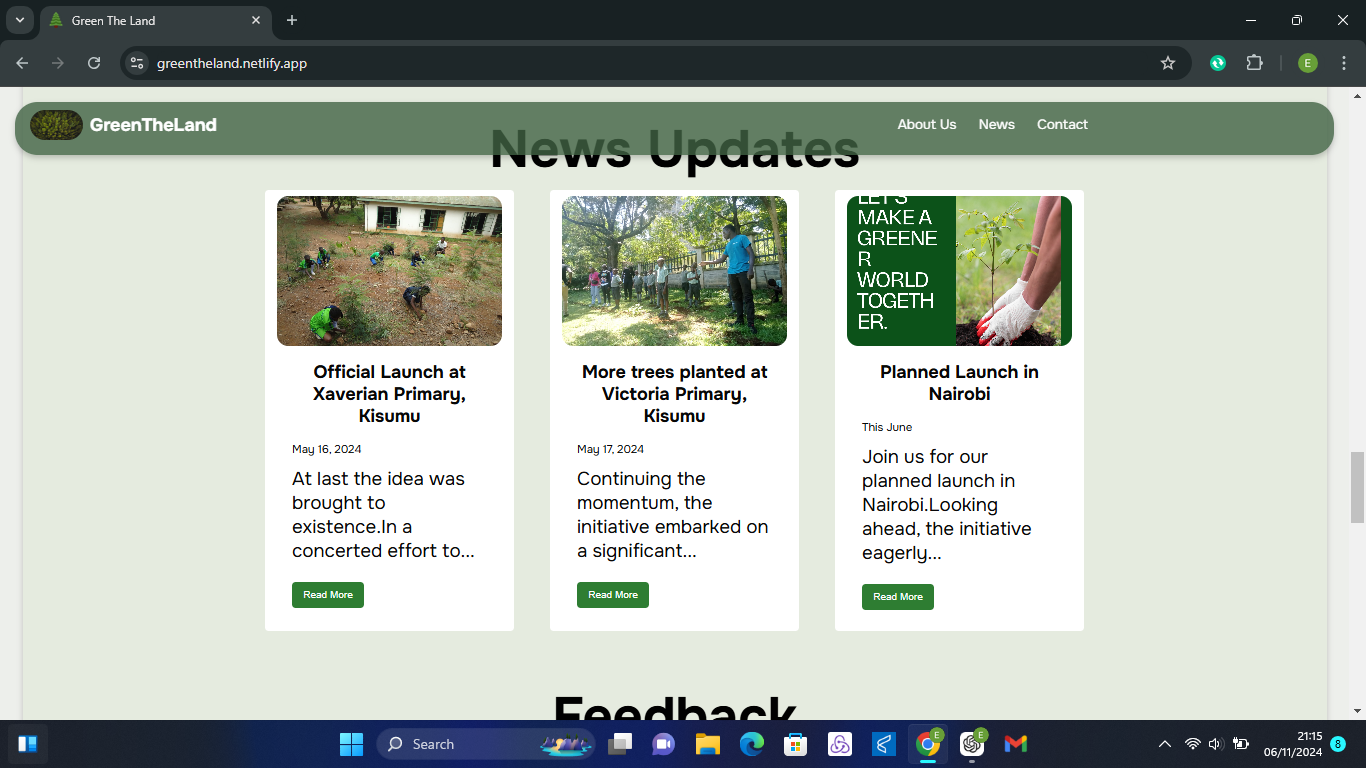 Green The Land
greentheland.netlify.app
E
GreenTheLand
About Us
News
Contact
News Updates
LET'S
MAKE A
GREENE
R
WORLD
TOGETH
ER.
Official Launch at
Xaverian Primary,
Kisumu
May 16, 2024
At last the idea was
brought to
existence.In a
concerted effort to...
Read More
More trees planted at
Victoria Primary,
Kisumu
May 17, 2024
Continuing the
momentum, the
initiative embarked on
a significant...
Read More
Planned Launch in
Nairobi
This June
Join us for our
planned launch in
Nairobi.Looking
ahead, the initiative
eagerly...
Read More
Feedback
Search
E
E
21:15
06/11/2024
8